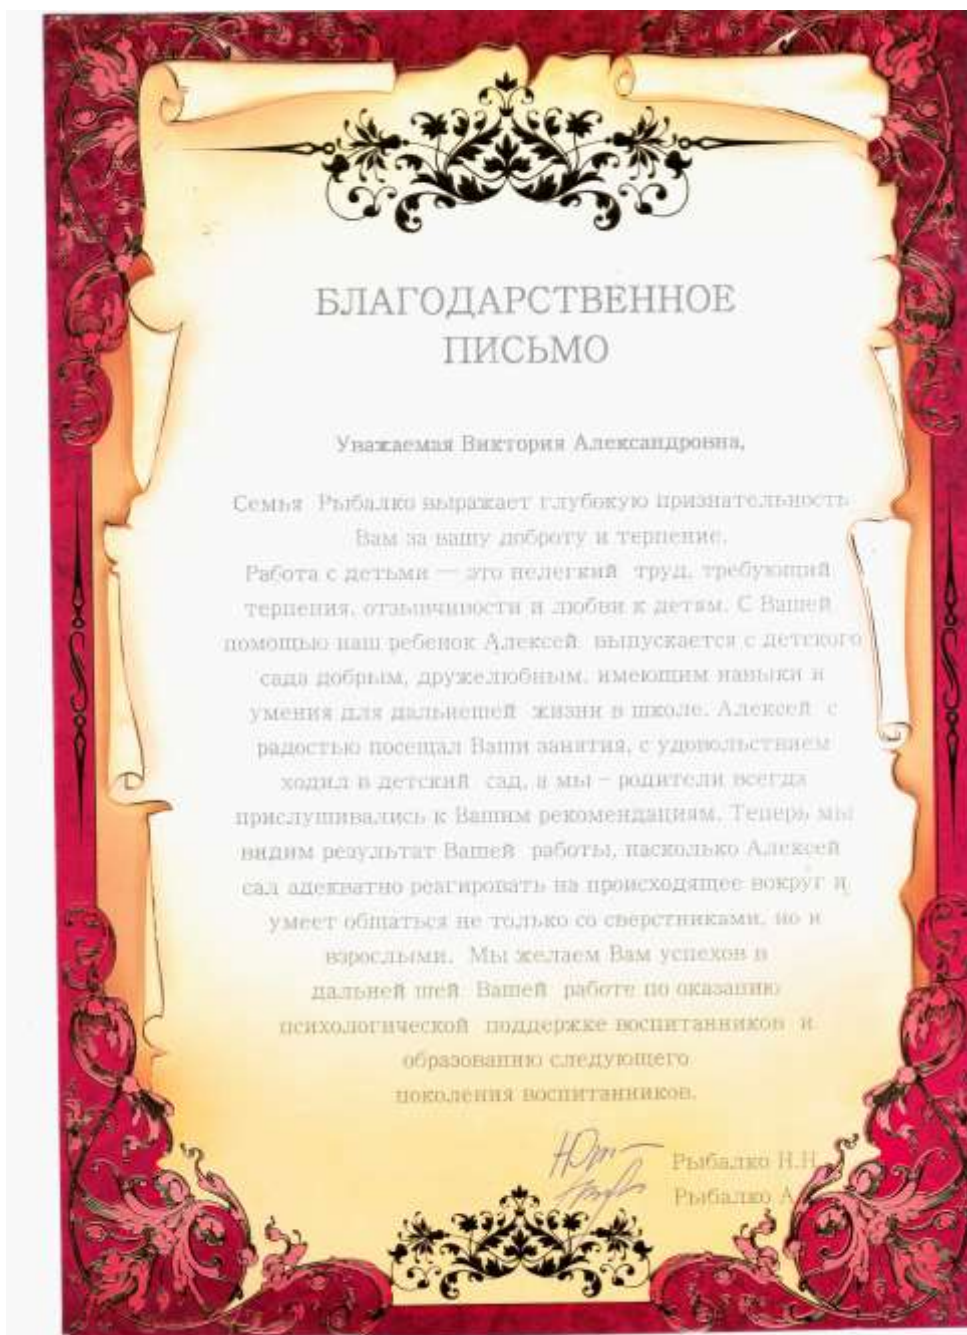 БЛАГОДАРСТВЕННОЕ
ПИСЬМО
Уважаемая Виктория Александровна,
Семья Рыбалко выражает глубокую признательность
Вам за вашу доброту и терпение.
Работа с детьми — это нелегкий труд, требующий
терпения, отзывчивости и любви к детям. С Вашей
помощью наш ребенок Алексей выпускается с детского
сада добрым, дружелюбным, имеющим навыки и
умения для дальнешей жизни в школе. Алексей с
радостью посещал Ваши занятия, с удовольствием
ходил в детский сад, а мы – родители всегда
прислушивались к Вашим рекомендациям. Теперь мы
видим результат Вашей работы, насколько Алексей
сал адекватно реагировать на происходящее вокруг и
умеет общаться не только со сверстниками, но и
взрослыми. Мы желаем Вам успехов в
дальней шей Вашей работе по оказанию
психологической поддержке воспитанников и
образованию следующего
поколения воспитанников.
Рыбалко Н.Н
Рыбалко А.